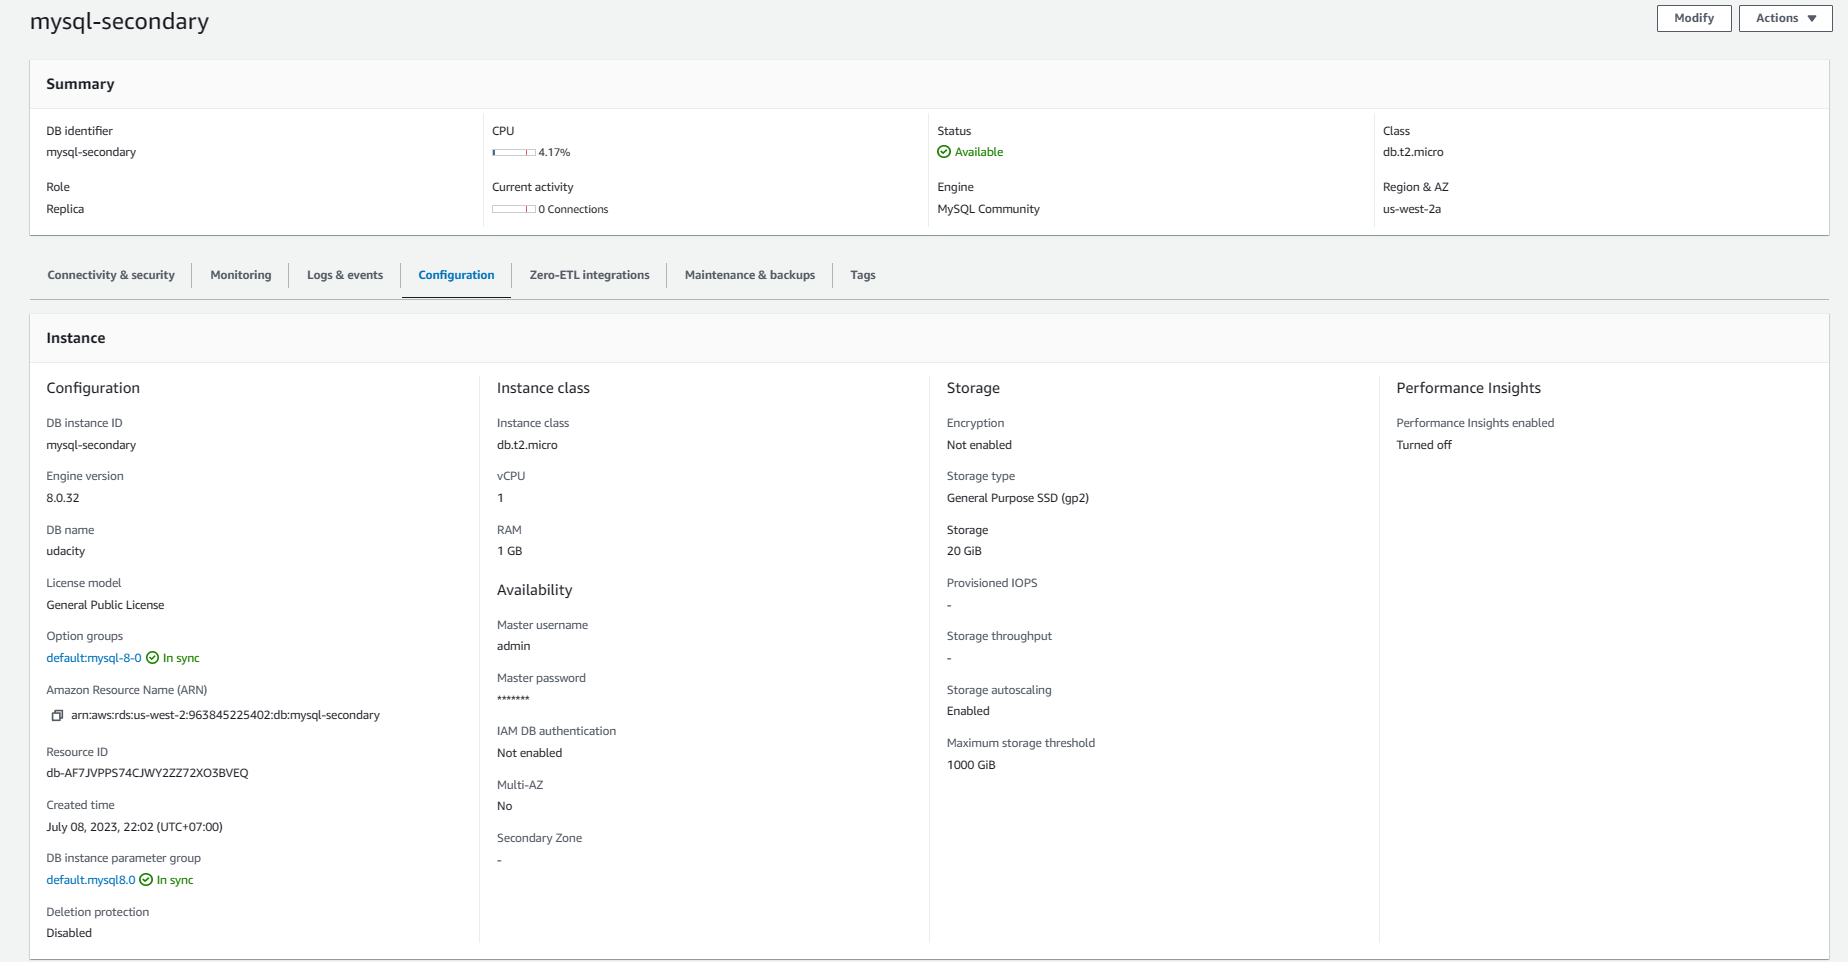 mysql-secondary
Modify
Actions
Summary
DB identifier
mysql-secondary
Role
Replica
CPU
4.17%
Current activity
0 Connections
Status
Available
Engine
MySQL Community
Class
db.t2.micro
Region & AZ
us-west-2a
Connectivity & security
Monitoring
Logs & events
Configuration
Zero-ETL integrations
Maintenance & backups
Tags
Instance
Configuration
DB instance ID
mysql-secondary
Engine version
8.0.32
DB name
udacity
License model
General Public License
Option groups
default:mysql-8-0 In sync
Amazon Resource Name (ARN)
arn:aws:rds:us-west-2:963845225402:db:mysql-secondary
Resource ID
db-AF7JVPPS74CJWY2ZZ72XO3BVEQ
Created time
July 08, 2023, 22:02 (UTC+07:00)
DB instance parameter group
default.mysql8.0 In sync
Deletion protection
Disabled
Instance class
Instance class
db.t2.micro
vCPU
1
RAM
1 GB
Availability
Master username
admin
Master password
*******
IAM DB authentication
Not enabled
Multi-AZ
No
Secondary Zone
-
Storage
Encryption
Not enabled
Storage type
General Purpose SSD (gp2)
Storage
20 GiB
Provisioned IOPS
-
Storage throughput
-
Storage autoscaling
Enabled
Maximum storage threshold
1000 GiB
Performance Insights
Performance Insights enabled
Turned off